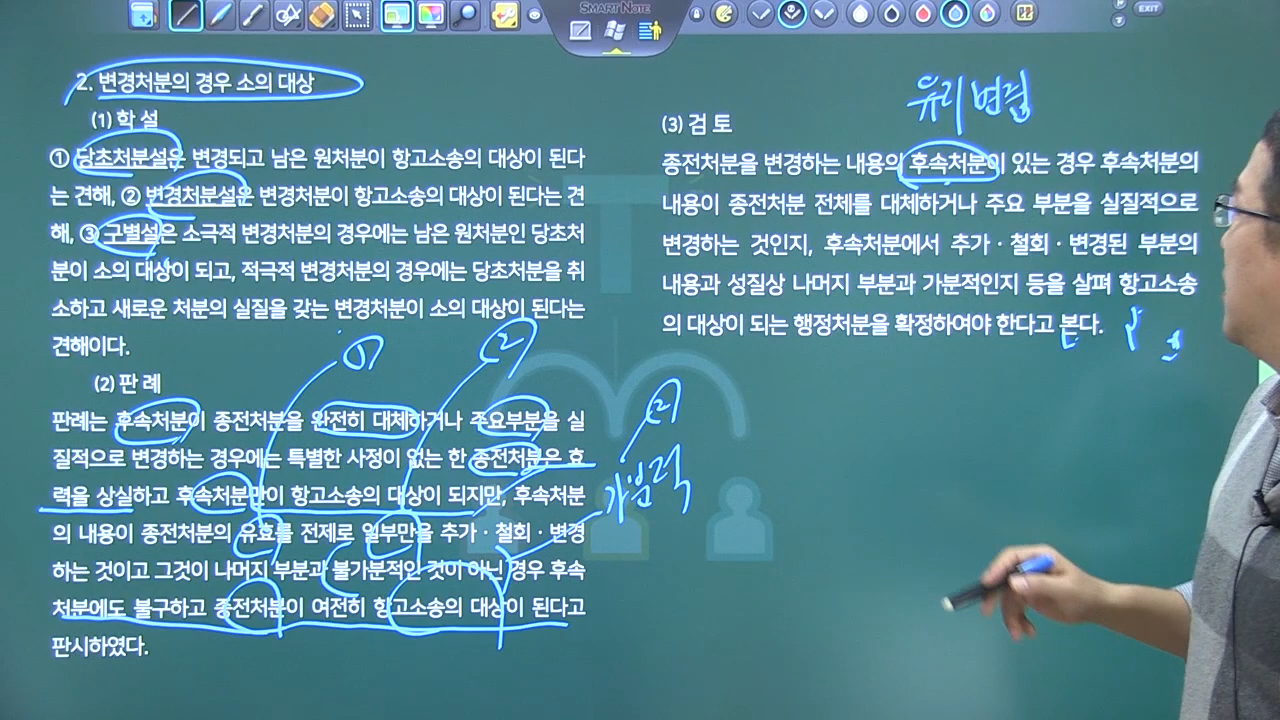 SMART NOTE
EXIT
2. 변경처분의 경우 소의 대상
(1) 학 설
① 당초처분설은 변경되고 남은 원처분이 항고소송의 대상이 된다
는 견해, ② 변경처분설은 변경처분이 항고소송의 대상이 된다는 견
해, ③ 구별설은 소극적 변경처분의 경우에는 남은 원처분인 당초처
분이 소의 대상이 되고, 적극적 변경처분의 경우에는 당초처분을 취
소하고 새로운 처분의 실질을 갖는 변경처분이 소의 대상이 된다는
견해이다.
(2) 판 례
판례는 후속처분이 종전처분을 완전히 대체하거나 주요부분을 실
질적으로 변경하는 경우에는 특별한 사정이 없는 한 종전처분은 효
력을 상실하고 후속처분만이 항고소송의 대상이 되지만, 후속처분
의 내용이 종전처분의 유효를 전제로 일부만을 추가 · 철회 · 변경
하는 것이고 그것이 나머지 부분과 불가분적인 것이 아닌 경우 후속
처분에도 불구하고 종전처분이 여전히 항고소송의 대상이 된다고
판시하였다.
(1)
(2)
(2)
가분적
유리변경
(3) 검 토
종전처분을 변경하는 내용의 후속처분이 있는 경우 후속처분의
내용이 종전처분 전체를 대체하거나 주요 부분을 실질적으로
변경하는 것인지, 후속처분에서 추가 · 철회 · 변경된 부분의
내용과 성질상 나머지 부분과 가분적인지 등을 살펴 항고소송
의 대상이 되는 행정처분을 확정하여야 한다고 본다.